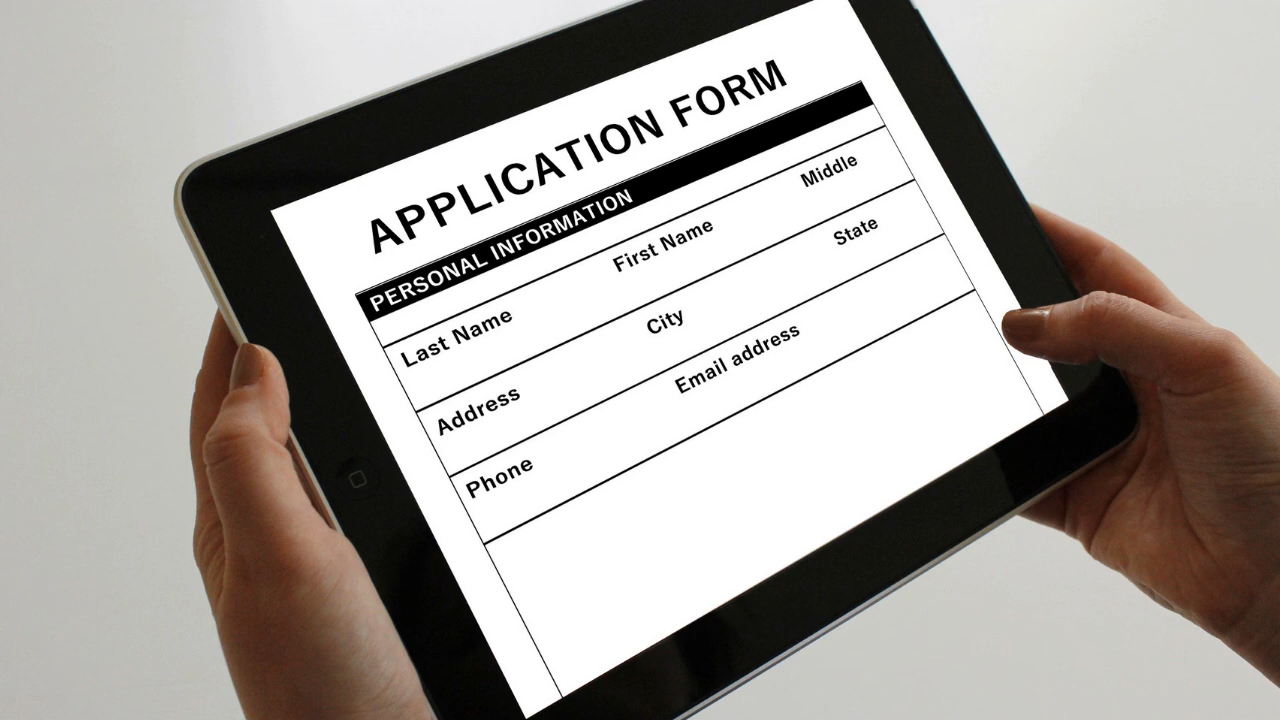 APPLICATION FORM
PERSONAL INFORMATION
Last Name First Name Middle
Address City State
Phone Email address